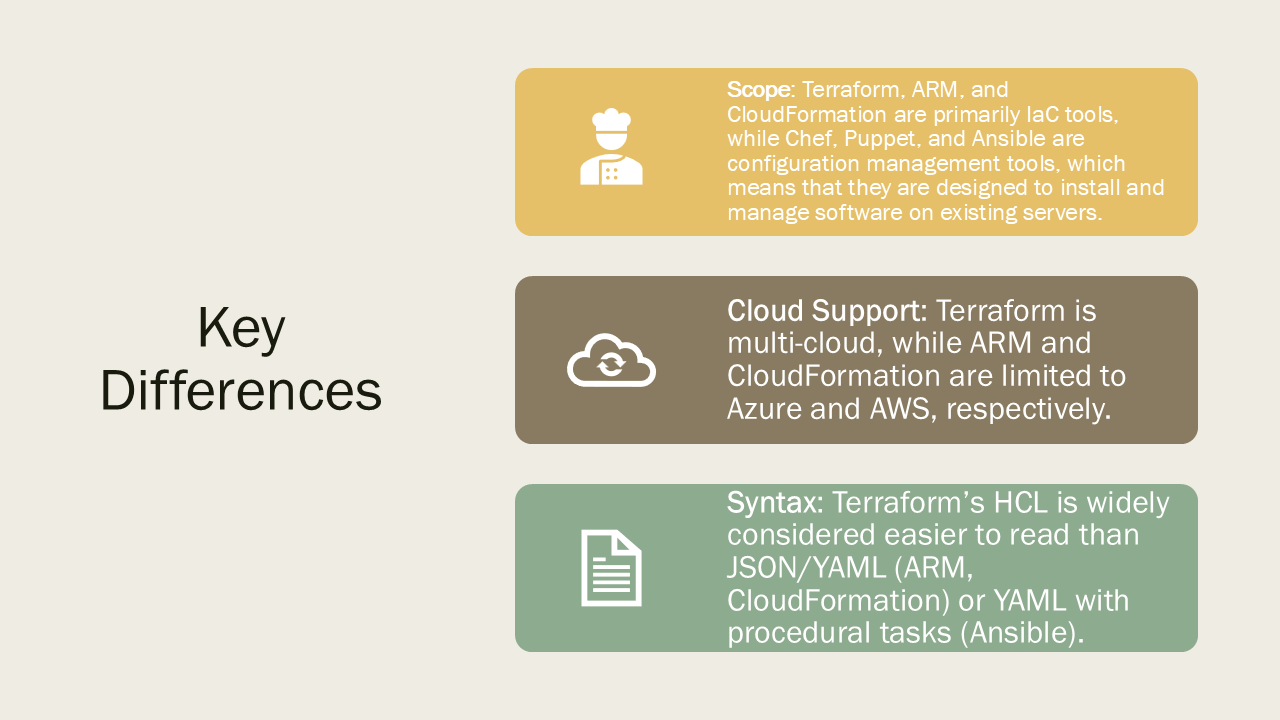 Key
Differences
Scope: Terraform, ARM, and
CloudFormation are primarily IaC tools,
while Chef, Puppet, and Ansible are
configuration management tools, which
means that they are designed to install and
manage software on existing servers.
Cloud Support: Terraform is
multi-cloud, while ARM and
CloudFormation are limited to
Azure and AWS, respectively.
Syntax: Terraform’s HCL is widely
considered easier to read than
JSON/YAML (ARM,
CloudFormation) or YAML with
procedural tasks (Ansible).